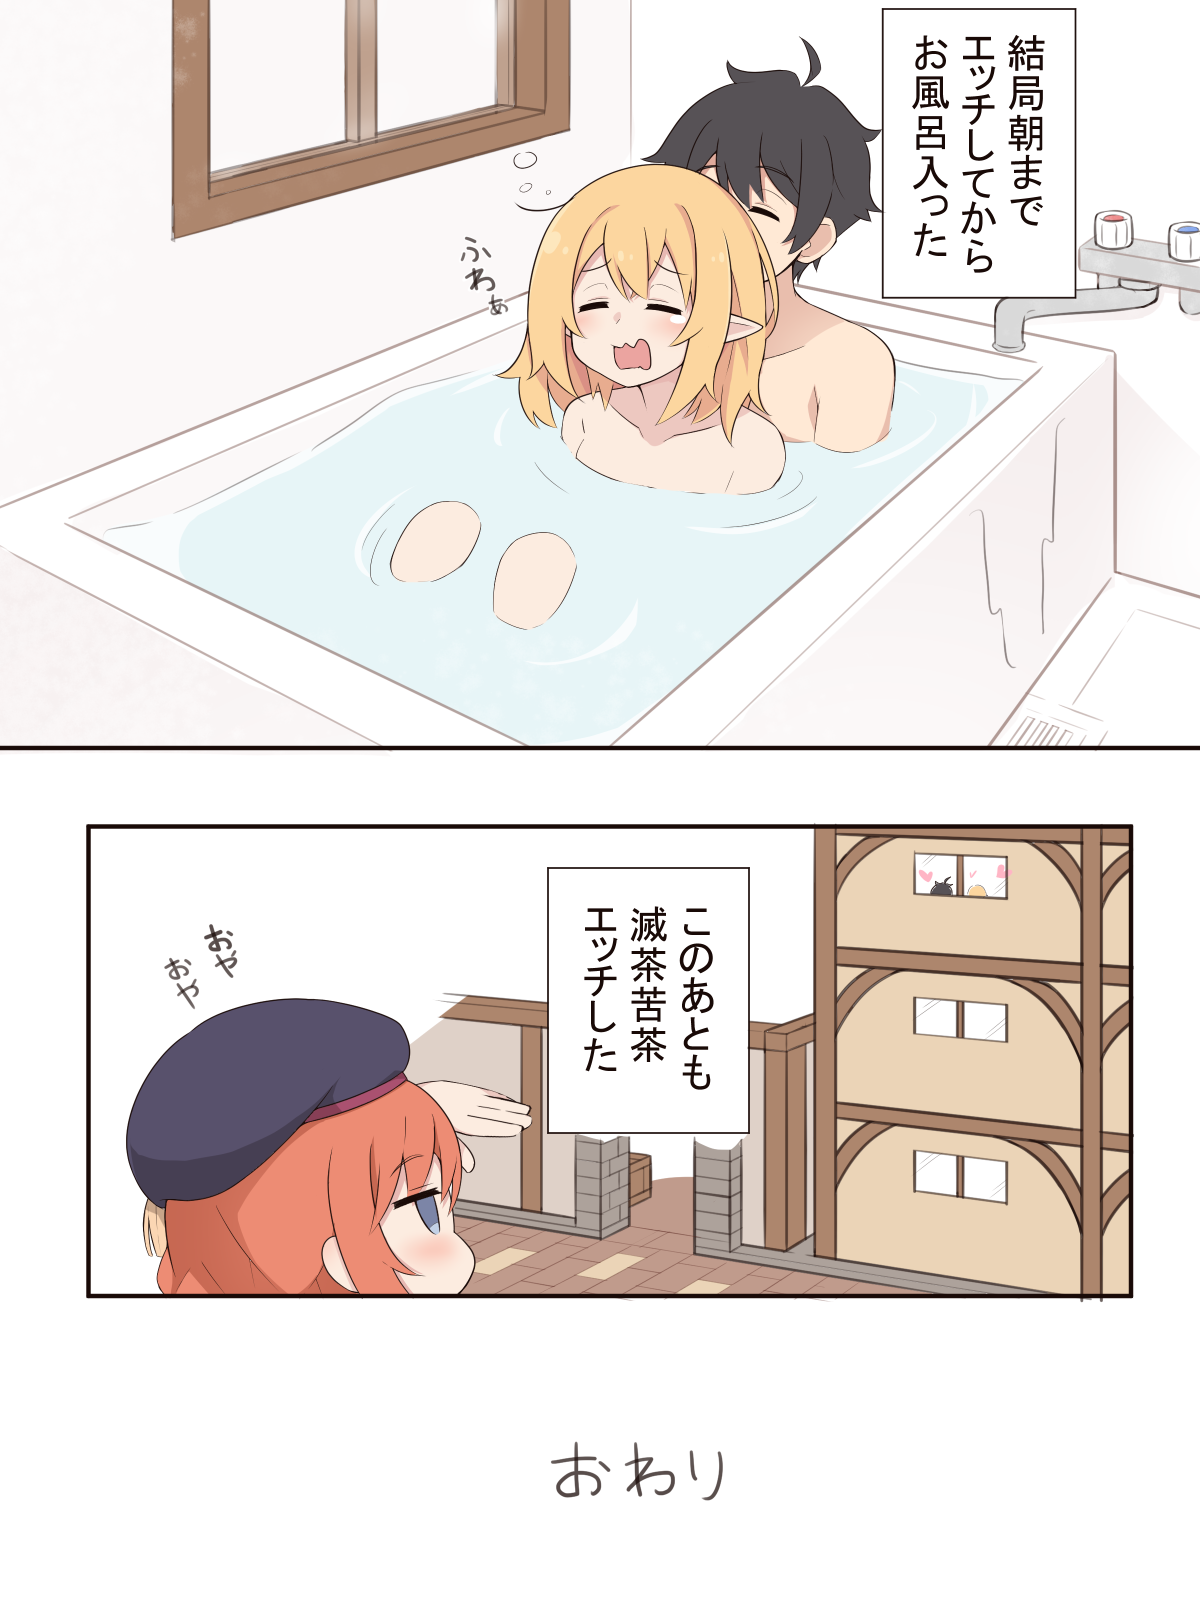 結局朝まで
エッチしてから
お風呂入った
ふわぁ
このあとも
滅茶苦茶
エッチした
おや
おや
おわり